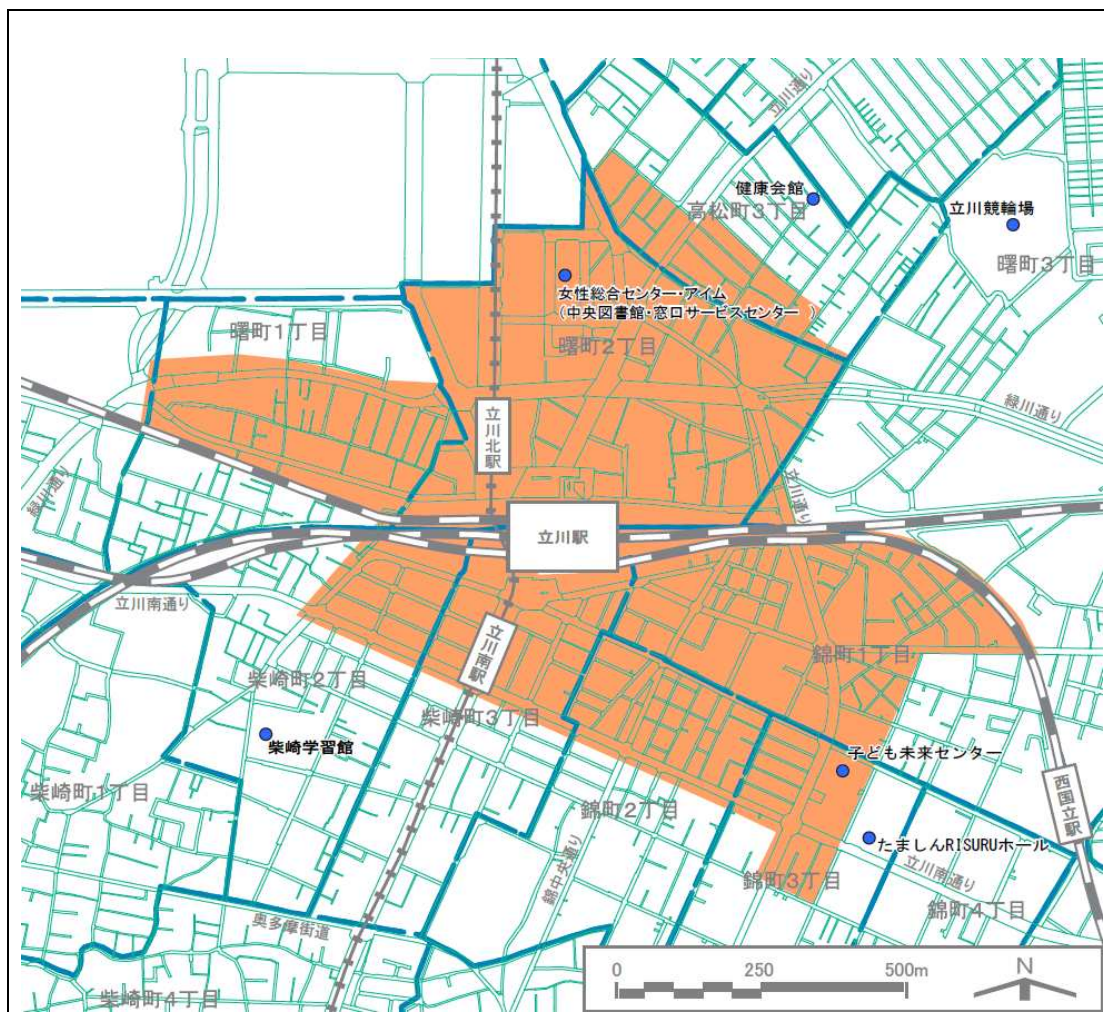 立川通り
健康会館
高松町3丁目
立川競輪場
曙町3丁目
女性総合センター・アイム
(中央図書館・窓口サービスセンター )
曙町1丁目
曙町2丁目
立川北駅
緑川通り
緑川通り
立川通り
立川駅
立川南通り
立川南駅
錦町1丁目
柴崎町2丁目
柴崎町3丁目
柴崎学習館
子ども未来センター
柴崎町1丁目
錦町2丁目
西国立駅
たましんRISURUホール
立川南通り
錦中央通り
錦町3丁目
錦町4丁目
奥多摩街道
柴崎町4丁目
0 250 500m
N